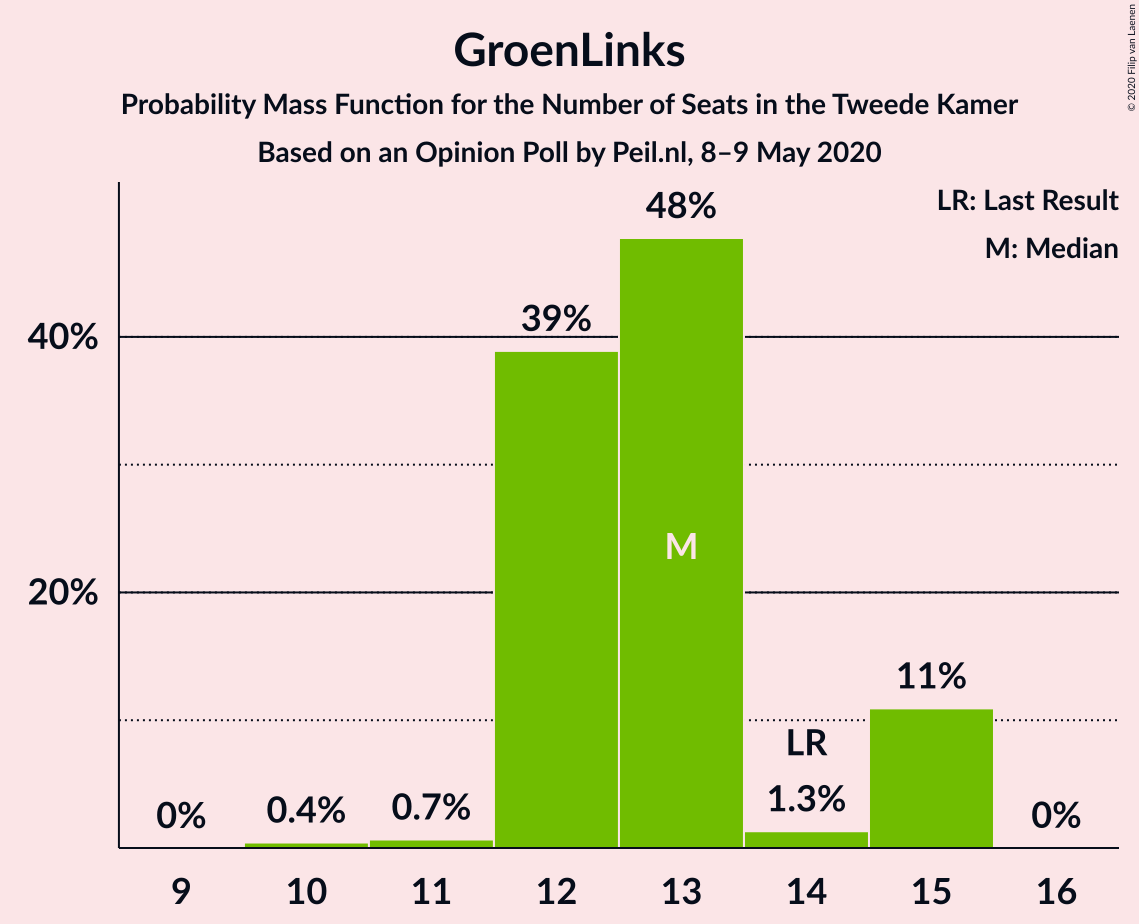 GroenLinks
Probability Mass Function for the Number of Seats in the Tweede Kamer
Based on an Opinion Poll by Peil.nl, 8–9 May 2020
© 2020 Filip van Laenen
LR: Last Result
M: Median
40%
20%
0%
0.4%
0.7%
39%
48%
M
LR
1.3%
11%
0%
9
10
11
12
13
14
15
16